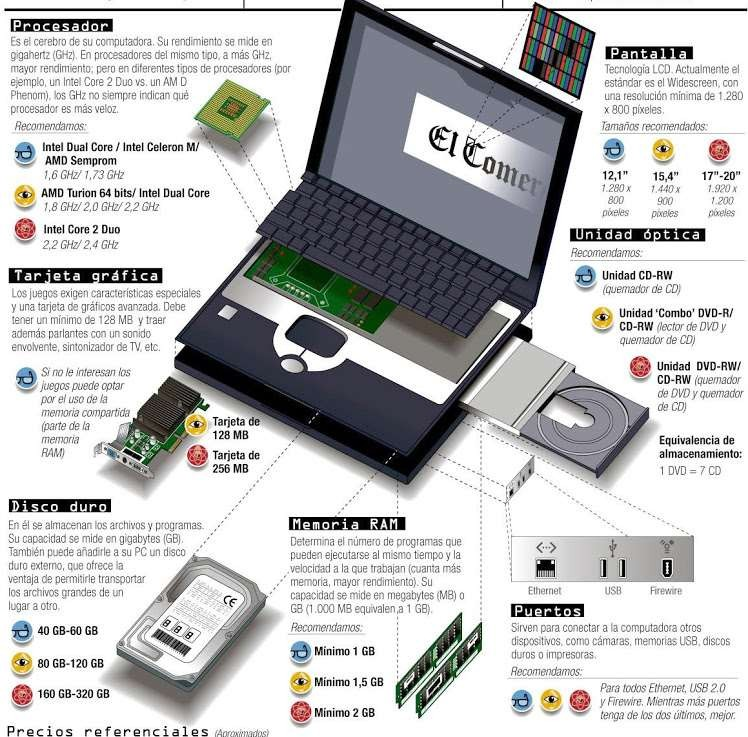 Procesador
Es el cerebro de su computadora. Su rendimiento se mide en
gigahertz (GHz). En procesadores del mismo tipo, a más GHz,
mayor rendimiento; pero en diferentes tipos de procesadores (por
ejemplo, un Intel Core 2 Duo vs. un AM D
Phenom), los GHz no siempre indican qué
procesador es más veloz.
Recomendamos:
Intel Dual Core / Intel Celeron M/
AMD Semprom
1,6 GHz/ 1,73 GHz
AMD Turion 64 bits/ Intel Dual Core
1,8 GHz/ 2,0 GHz/ 2,2 GHz
Intel Core 2 Duo
2,2 GHz/ 2,4 GHz
El Comer
Pantalla
Tecnología LCD. Actualmente el
estándar es el Widescreen, con
una resolución mínima de 1.280
x 800 píxeles.
Tamaños recomendados:
12,1” 15,4” 17”-20”
1.280 x 1.440 x 1.920 x
800 900 1.200
píxeles píxeles píxeles
Unidad óptica
Recomendamos:
Unidad CD-RW
(quemador de CD)
Unidad ‘Combo’ DVD-R/
CD-RW (lector de DVD y
quemador de CD)
Unidad DVD-RW/
CD-RW (quemador
de DVD y quemador
de CD)
Equivalencia de
almacenamiento:
1 DVD = 7 CD
Tarjeta gráfica
Los juegos exigen características especiales
y una tarjeta de gráficos avanzada. Debe
tener un mínimo de 128 MB y traer
además parlantes con un sonido
envolvente, sintonizador de TV, etc.
Si no le interesan los
juegos puede optar
por el uso de la
memoria compartida
(parte de la
memoria
RAM)
Tarjeta de
128 MB
Tarjeta de
256 MB
Disco duro
En él se almacenan los archivos y programas.
Su capacidad se mide en gigabytes (GB).
También puede añadirle a su PC un disco
duro externo, que ofrece la
ventaja de permitirle transportar
los archivos grandes de un
lugar a otro.
40 GB-60 GB
80 GB-120 GB
160 GB-320 GB
Memoria RAM
Determina el número de programas que
pueden ejecutarse al mismo tiempo y la
velocidad a la que trabajan (cuanta más
memoria, mayor rendimiento). Su
capacidad se mide en megabytes (MB) o
GB (1.000 MB equivalen a 1 GB).
Recomendamos:
Mínimo 1 GB
Mínimo 1,5 GB
Mínimo 2 GB
Ethernet USB Firewire
Puertos
Sirven para conectar a la computadora otros
dispositivos, como cámaras, memorias USB, discos
duros o impresoras.
Recomendamos:
Para todos Ethernet, USB 2.0
y Firewire. Mientras más puertos
tenga de los dos últimos, mejor.
Precios referenciales (Aproximados)